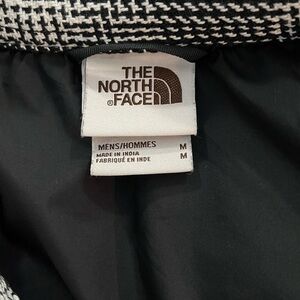 THE
NORTH
®FACE
MENS/HOMMES M
MADE IN INDIA M
FABRIQUÉ EN INDE